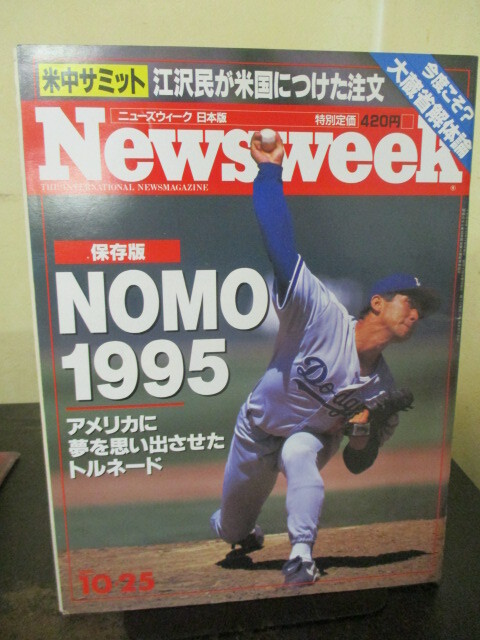 米中サミット 江沢民が米国につけた注文
今度こそ?
大蔵省解体論
ニューズウィーク 日本版
特別定価420円
Newsweek
THE INTERNATIONAL NEWSMAGAZINE
保存版
NOMO
1995
アメリカに
夢を思い出させた
トルネード
Dodgers
10・25